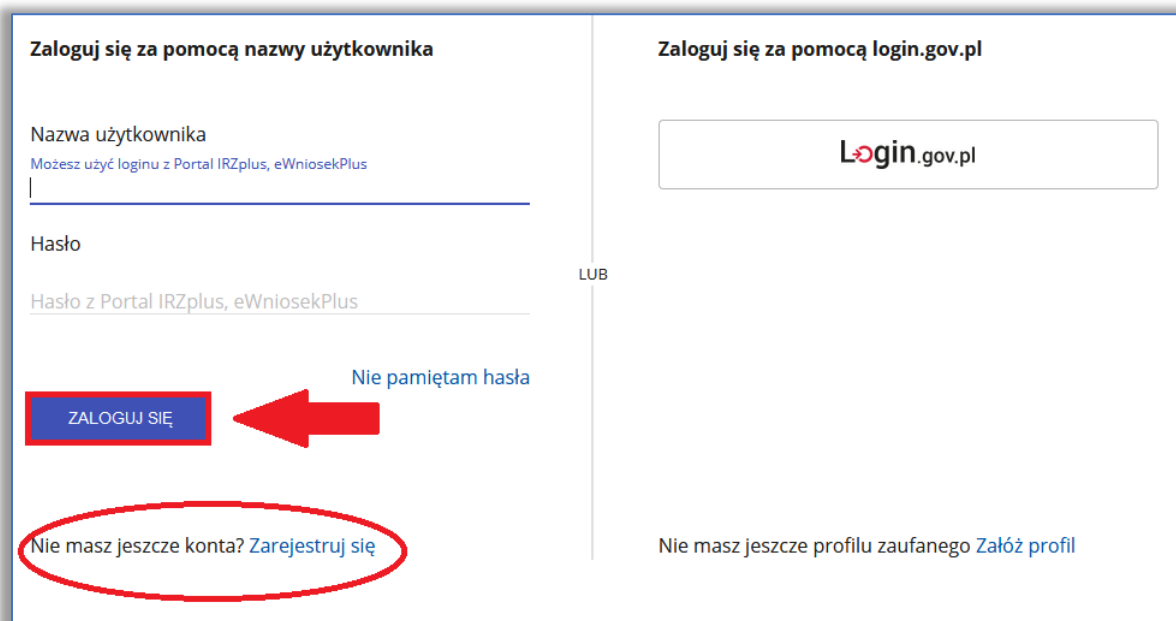 Zaloguj się za pomocą nazwy użytkownika
Nazwa użytkownika
Możesz użyć loginu z Portal IRZplus, eWniosekPlus
Hasło
Hasło z Portal IRZplus, eWniosekPlus
Nie pamiętam hasła
ZALOGUJ SIĘ
Nie masz jeszcze konta? Zarejestruj się
LUB
Zaloguj się za pomocą login.gov.pl
Login.gov.pl
Nie masz jeszcze profilu zaufanego Załóż profil